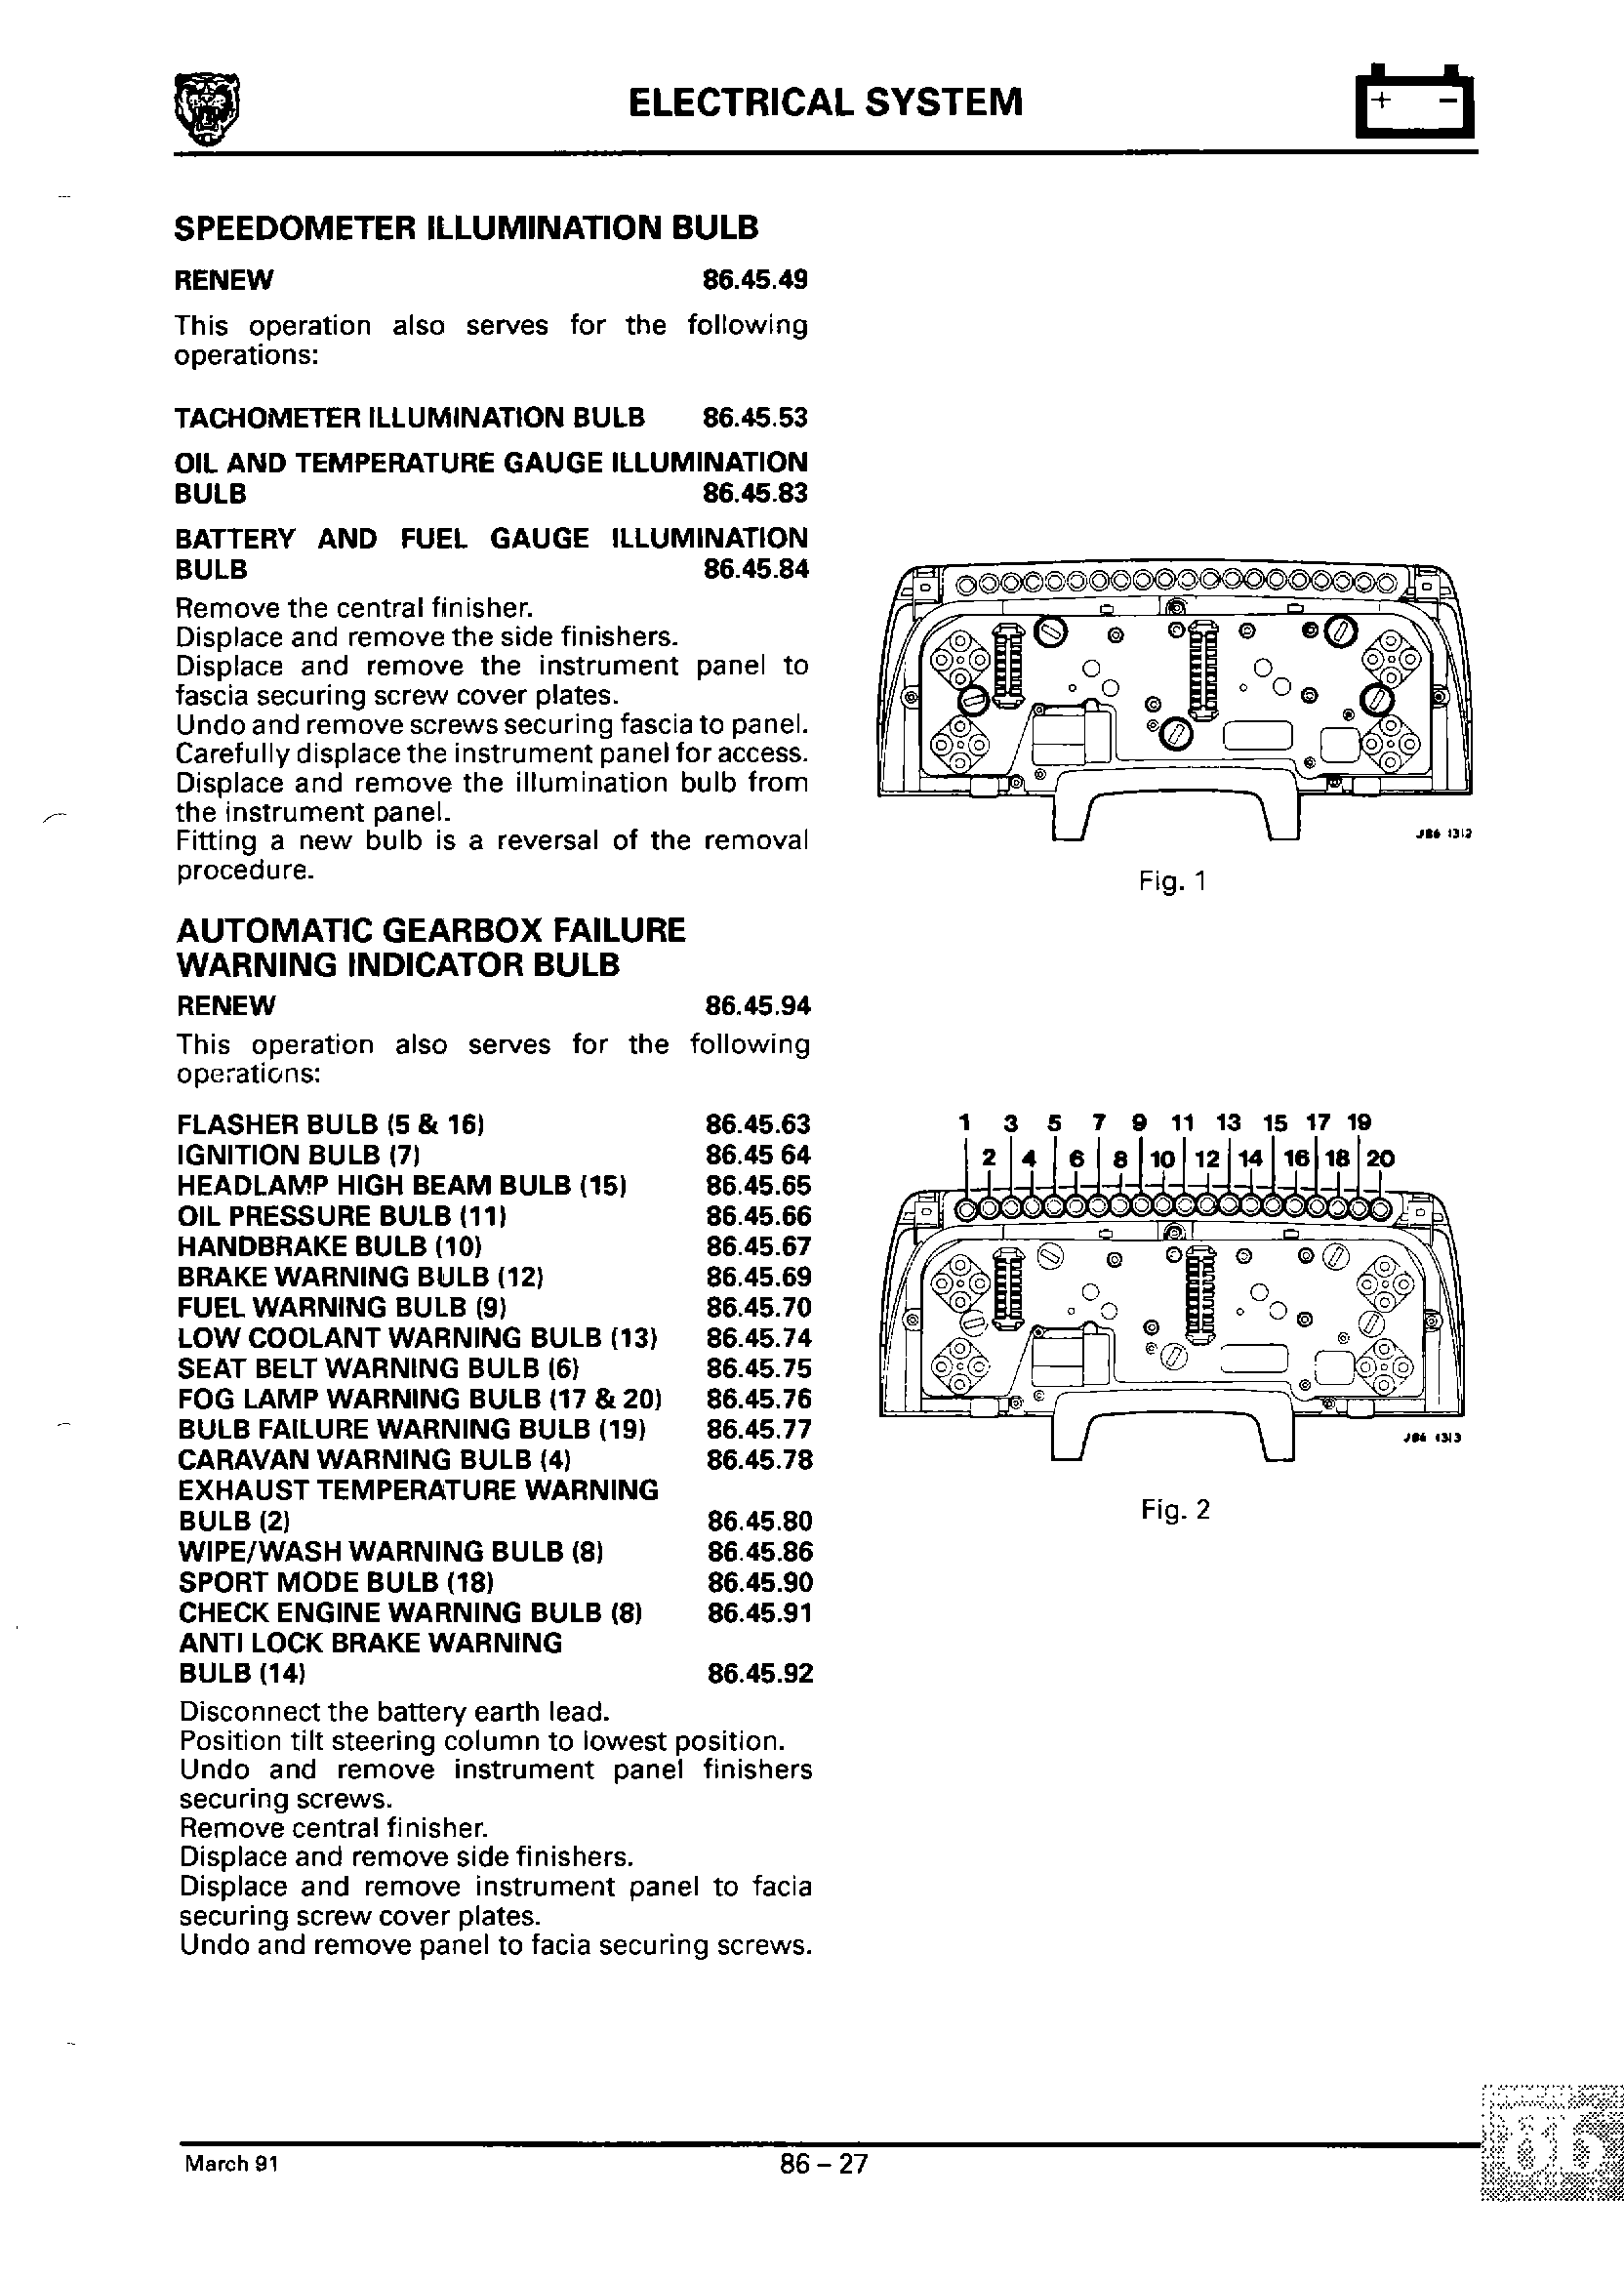 ELECTRICAL SYSTEM
+ −
SPEEDOMETER ILLUMINATION BULB
RENEW 86.45.49
This operation also serves for the following
operations:
TACHOMETER ILLUMINATION BULB 86.45.53
OIL AND TEMPERATURE GAUGE ILLUMINATION
BULB 86.45.83
BATTERY AND FUEL GAUGE ILLUMINATION
BULB 86.45.84
Remove the central finisher.
Displace and remove the side finishers.
Displace and remove the instrument panel to
fascia securing screw cover plates.
Undo and remove screws securing fascia to panel.
Carefully displace the instrument panel for access.
Displace and remove the illumination bulb from
the instrument panel.
Fitting a new bulb is a reversal of the removal
procedure.
J86 1312
Fig. 1
AUTOMATIC GEARBOX FAILURE
WARNING INDICATOR BULB
RENEW 86.45.94
This operation also serves for the following
operations:
FLASHER BULB (5 & 16) 86.45.63
IGNITION BULB (7) 86.45 64
HEADLAMP HIGH BEAM BULB (15) 86.45.65
OIL PRESSURE BULB (11) 86.45.66
HANDBRAKE BULB (10) 86.45.67
BRAKE WARNING BULB (12) 86.45.69
FUEL WARNING BULB (9) 86.45.70
LOW COOLANT WARNING BULB (13) 86.45.74
SEAT BELT WARNING BULB (6) 86.45.75
FOG LAMP WARNING BULB (17 & 20) 86.45.76
BULB FAILURE WARNING BULB (19) 86.45.77
CARAVAN WARNING BULB (4) 86.45.78
EXHAUST TEMPERATURE WARNING
BULB (2) 86.45.80
WIPE/WASH WARNING BULB (8) 86.45.86
SPORT MODE BULB (18) 86.45.90
CHECK ENGINE WARNING BULB (8) 86.45.91
ANTI LOCK BRAKE WARNING
BULB (14) 86.45.92
Disconnect the battery earth lead.
Position tilt steering column to lowest position.
Undo and remove instrument panel finishers
securing screws.
Remove central finisher.
Displace and remove side finishers.
Displace and remove instrument panel to facia
securing screw cover plates.
Undo and remove panel to facia securing screws.
1 3 5 7 9 11 13 15 17 19
2 4 6 8 10 12 14 16 18 20
J86 1313
Fig. 2
March 91
86 – 27
86